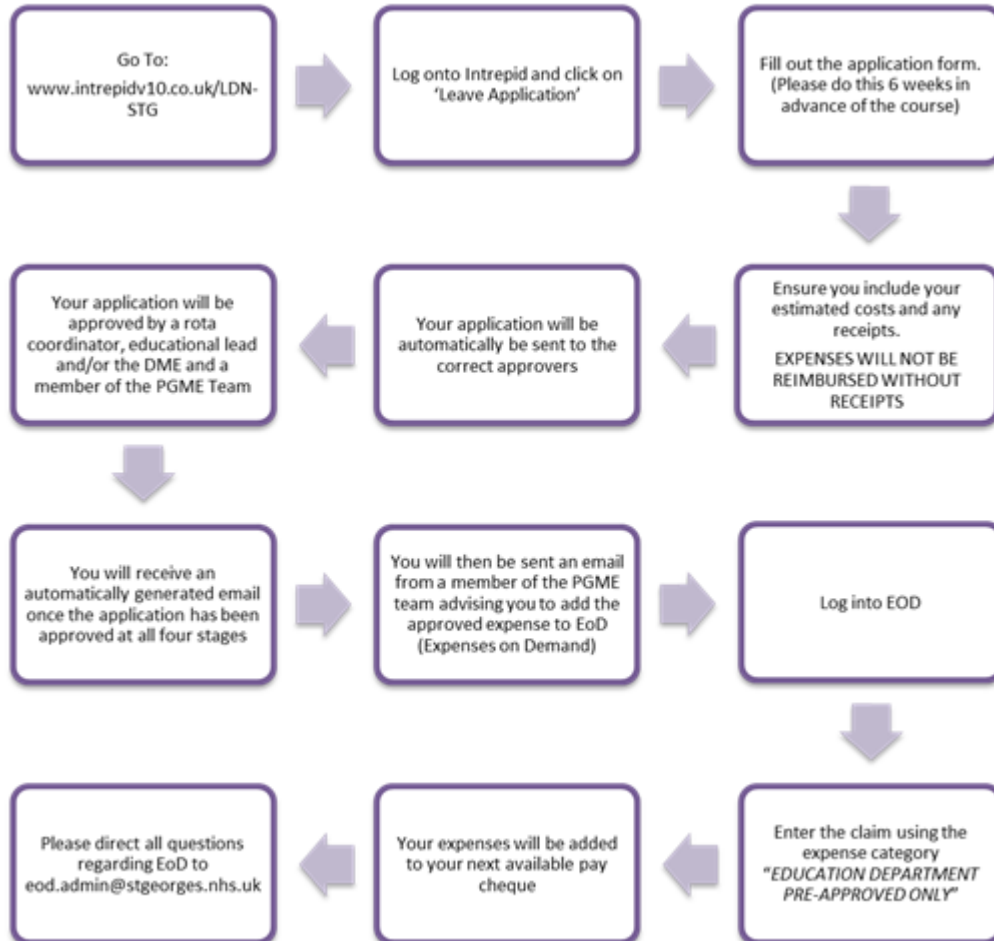 Go To:
www.intrepidv10.co.uk/LDN-
STG
Log onto Intrepid and click on
'Leave Application'
Fill out the application form.
(Please do this 6 weeks in
advance of the course)
Ensure you include your
estimated costs and any
receipts.
EXPENSES WILL NOT BE
REIMBURSED WITHOUT
RECEIPTS
Your application will be
automatically be sent to the
correct approvers
Your application will be
approved by a rota
coordinator, educational lead
and/or the DME and a
member of the PGME Team
You will receive an
automatically generated email
once the application has been
approved at all four stages
You will then be sent an email
from a member of the PGME
team advising you to add the
approved expense to EoD
(Expenses on Demand)
Log into EOD
Enter the claim using the
expense category
"EDUCATION DEPARTMENT
PRE-APPROVED ONLY"
Your expenses will be added
to your next available pay
cheque
Please direct all questions
regarding EoD to
eod.admin@stgeorges.nhs.uk